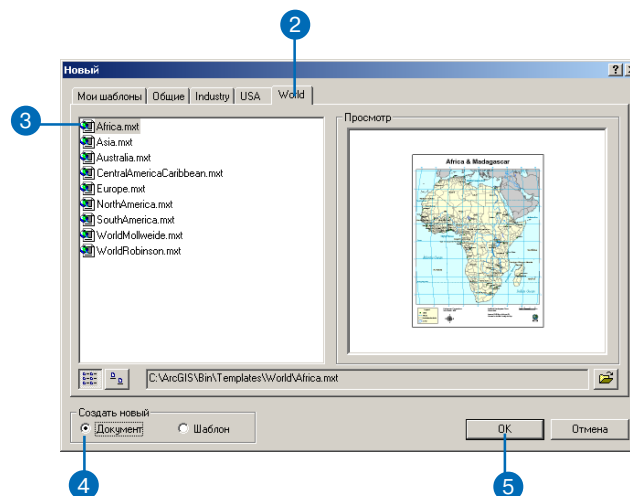 2
Новый
Мои шаблоны Общие Industry USA World
3
Africa.mxt
Asia.mxt
Australia.mxt
CentralAmericaCaribbean.mxt
Europe.mxt
NorthAmerica.mxt
SouthAmerica.mxt
WorldMollweide.mxt
WorldRobinson.mxt
Просмотр
Africa & Madagascar
C:\ArcGIS\Bin\Templates\World\Africa.mxt
Создать новый
Документ Шаблон
OK Отмена
4 5